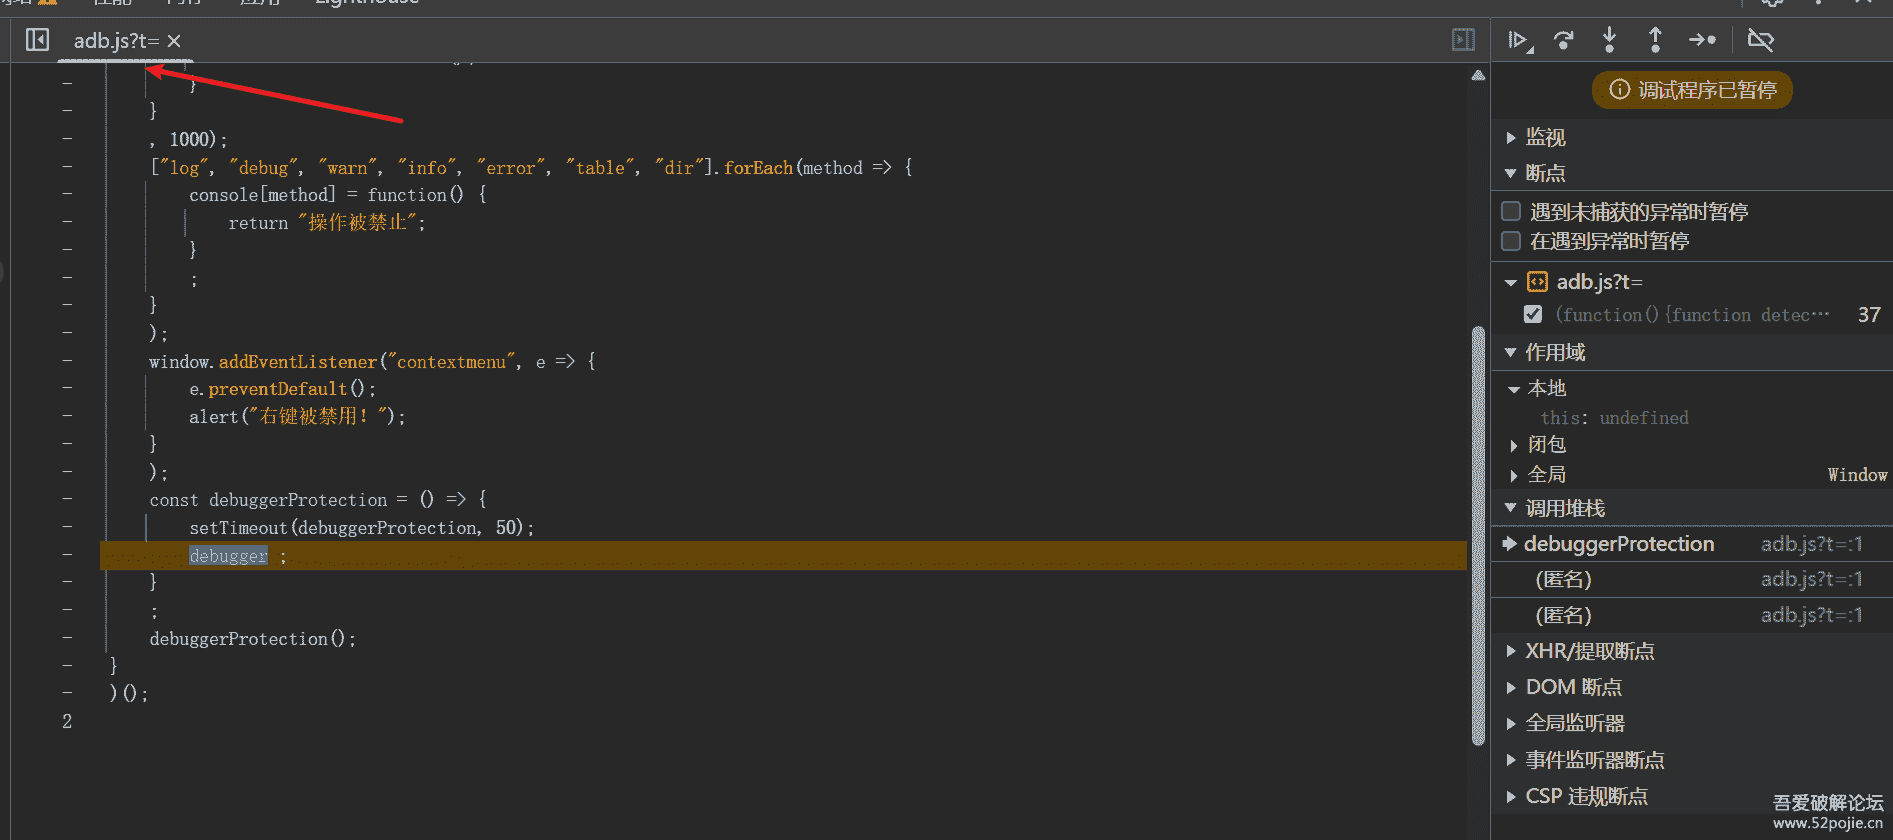 Lighthouse
adb.js?t= ×
}
}
, 1000);
["log", "debug", "warn", "info", "error", "table", "dir"].forEach(method => {
console[method] = function() {
return "操作被禁止";
}
;
}
);
window.addEventListener("contextmenu", e => {
e.preventDefault();
alert("右键被禁用！");
}
);
const debuggerProtection = () => {
setTimeout(debuggerProtection, 50);
debugger ;
}
;
debuggerProtection();
}
)();
2
调试程序已暂停
监视
断点
遇到未捕获的异常时暂停
在遇到异常时暂停
adb.js?t=
(function(){function detec… 37
作用域
本地
this: undefined
闭包
全局 Window
调用堆栈
debuggerProtection adb.js?t=:1
(匿名) adb.js?t=:1
(匿名) adb.js?t=:1
XHR/提取断点
DOM 断点
全局监听器
事件监听器断点
CSP 违规断点
吾爱破解论坛
www.52pojie.cn